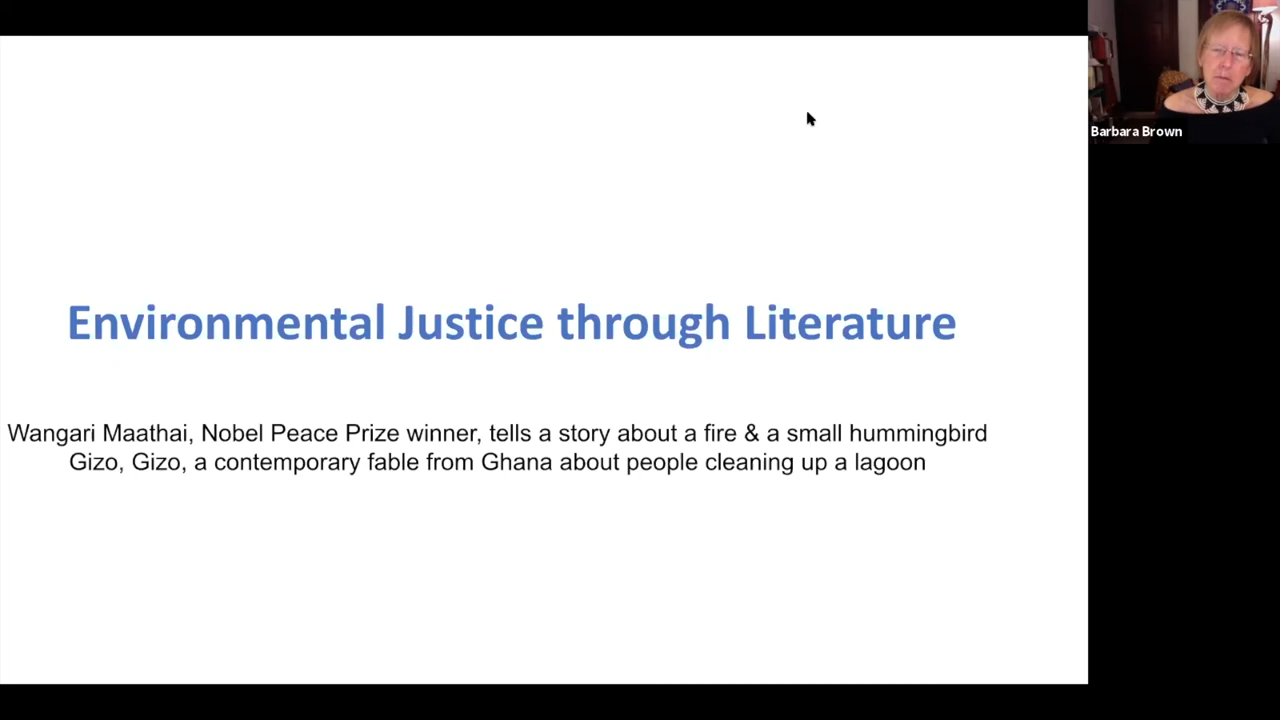 Environmental Justice through Literature
Wangari Maathai, Nobel Peace Prize winner, tells a story about a fire & a small hummingbird
Gizo, Gizo, a contemporary fable from Ghana about people cleaning up a lagoon
Barbara Brown